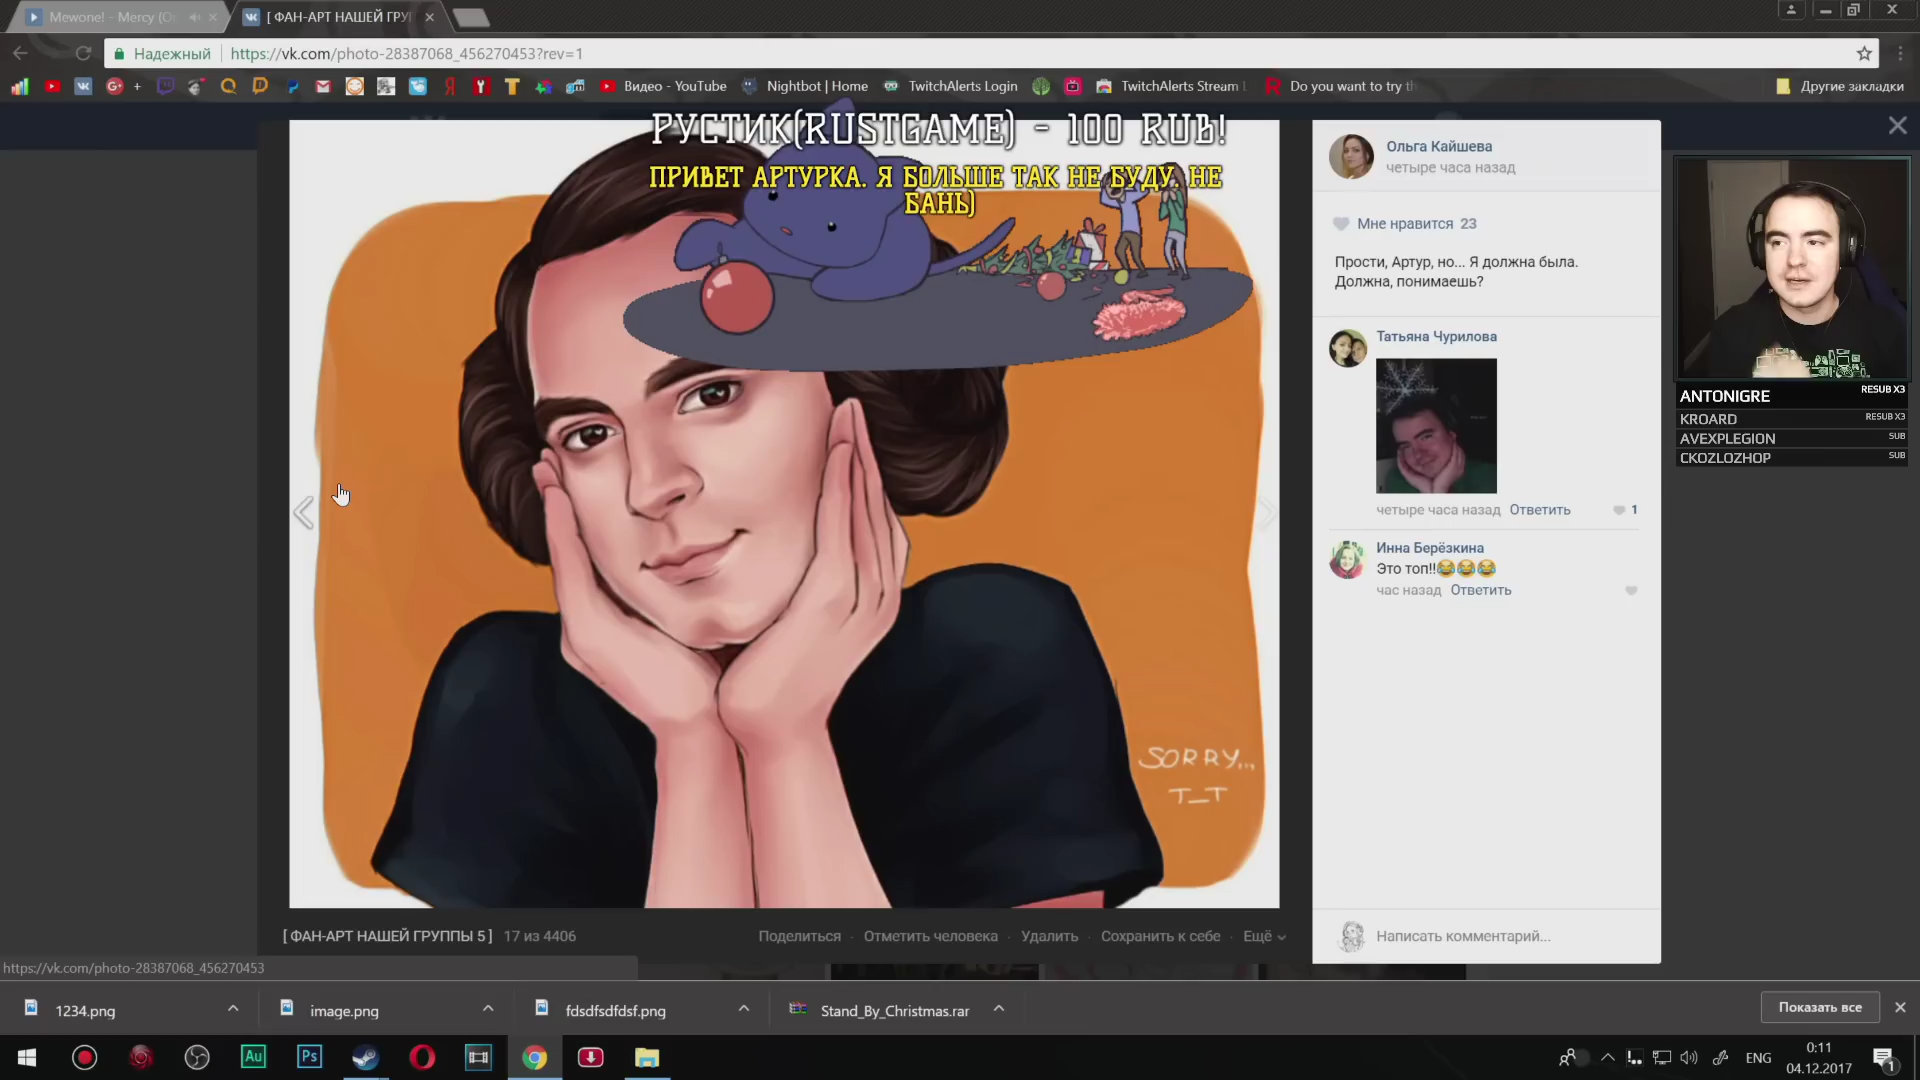 Mewone! - Mercy (Or
[ ФАН-АРТ НАШЕЙ ГРУП
Надежный
https://vk.com/photo-28387068_456270453?rev=1
Видео - YouTube
Nightbot | Home
TwitchAlerts Login
TwitchAlerts Stream L
Do you want to try th
Другие закладки
РУСТИК(RUSTGAME) - 100 RUB!
ПРИВЕТ АРТУРКА. Я БОЛЬШЕ ТАК НЕ БУДУ. НЕ
БАНЬ)
SORRY...
T_T
Ольга Кайшева
четыре часа назад
Мне нравится 23
Прости, Артур, но... Я должна была.
Должна, понимаешь?
Татьяна Чурилова
четыре часа назад Ответить 1
Инна Берёзкина
Это топ!!😂😂😂
час назад Ответить
Написать комментарий...
ANTONIGRE RESUB X3
KROARD RESUB X3
AVEXPLEGION SUB
CKOZLOZHOP SUB
[ ФАН-АРТ НАШЕЙ ГРУППЫ 5 ] 17 из 4406
Поделиться · Отметить человека · Удалить · Сохранить к себе · Ещё
https://vk.com/photo-28387068_456270453
1234.png
image.png
fdsdfsdfdsf.png
Stand_By_Christmas.rar
Показать все
Au
Ps
ENG
0:11
04.12.2017
1